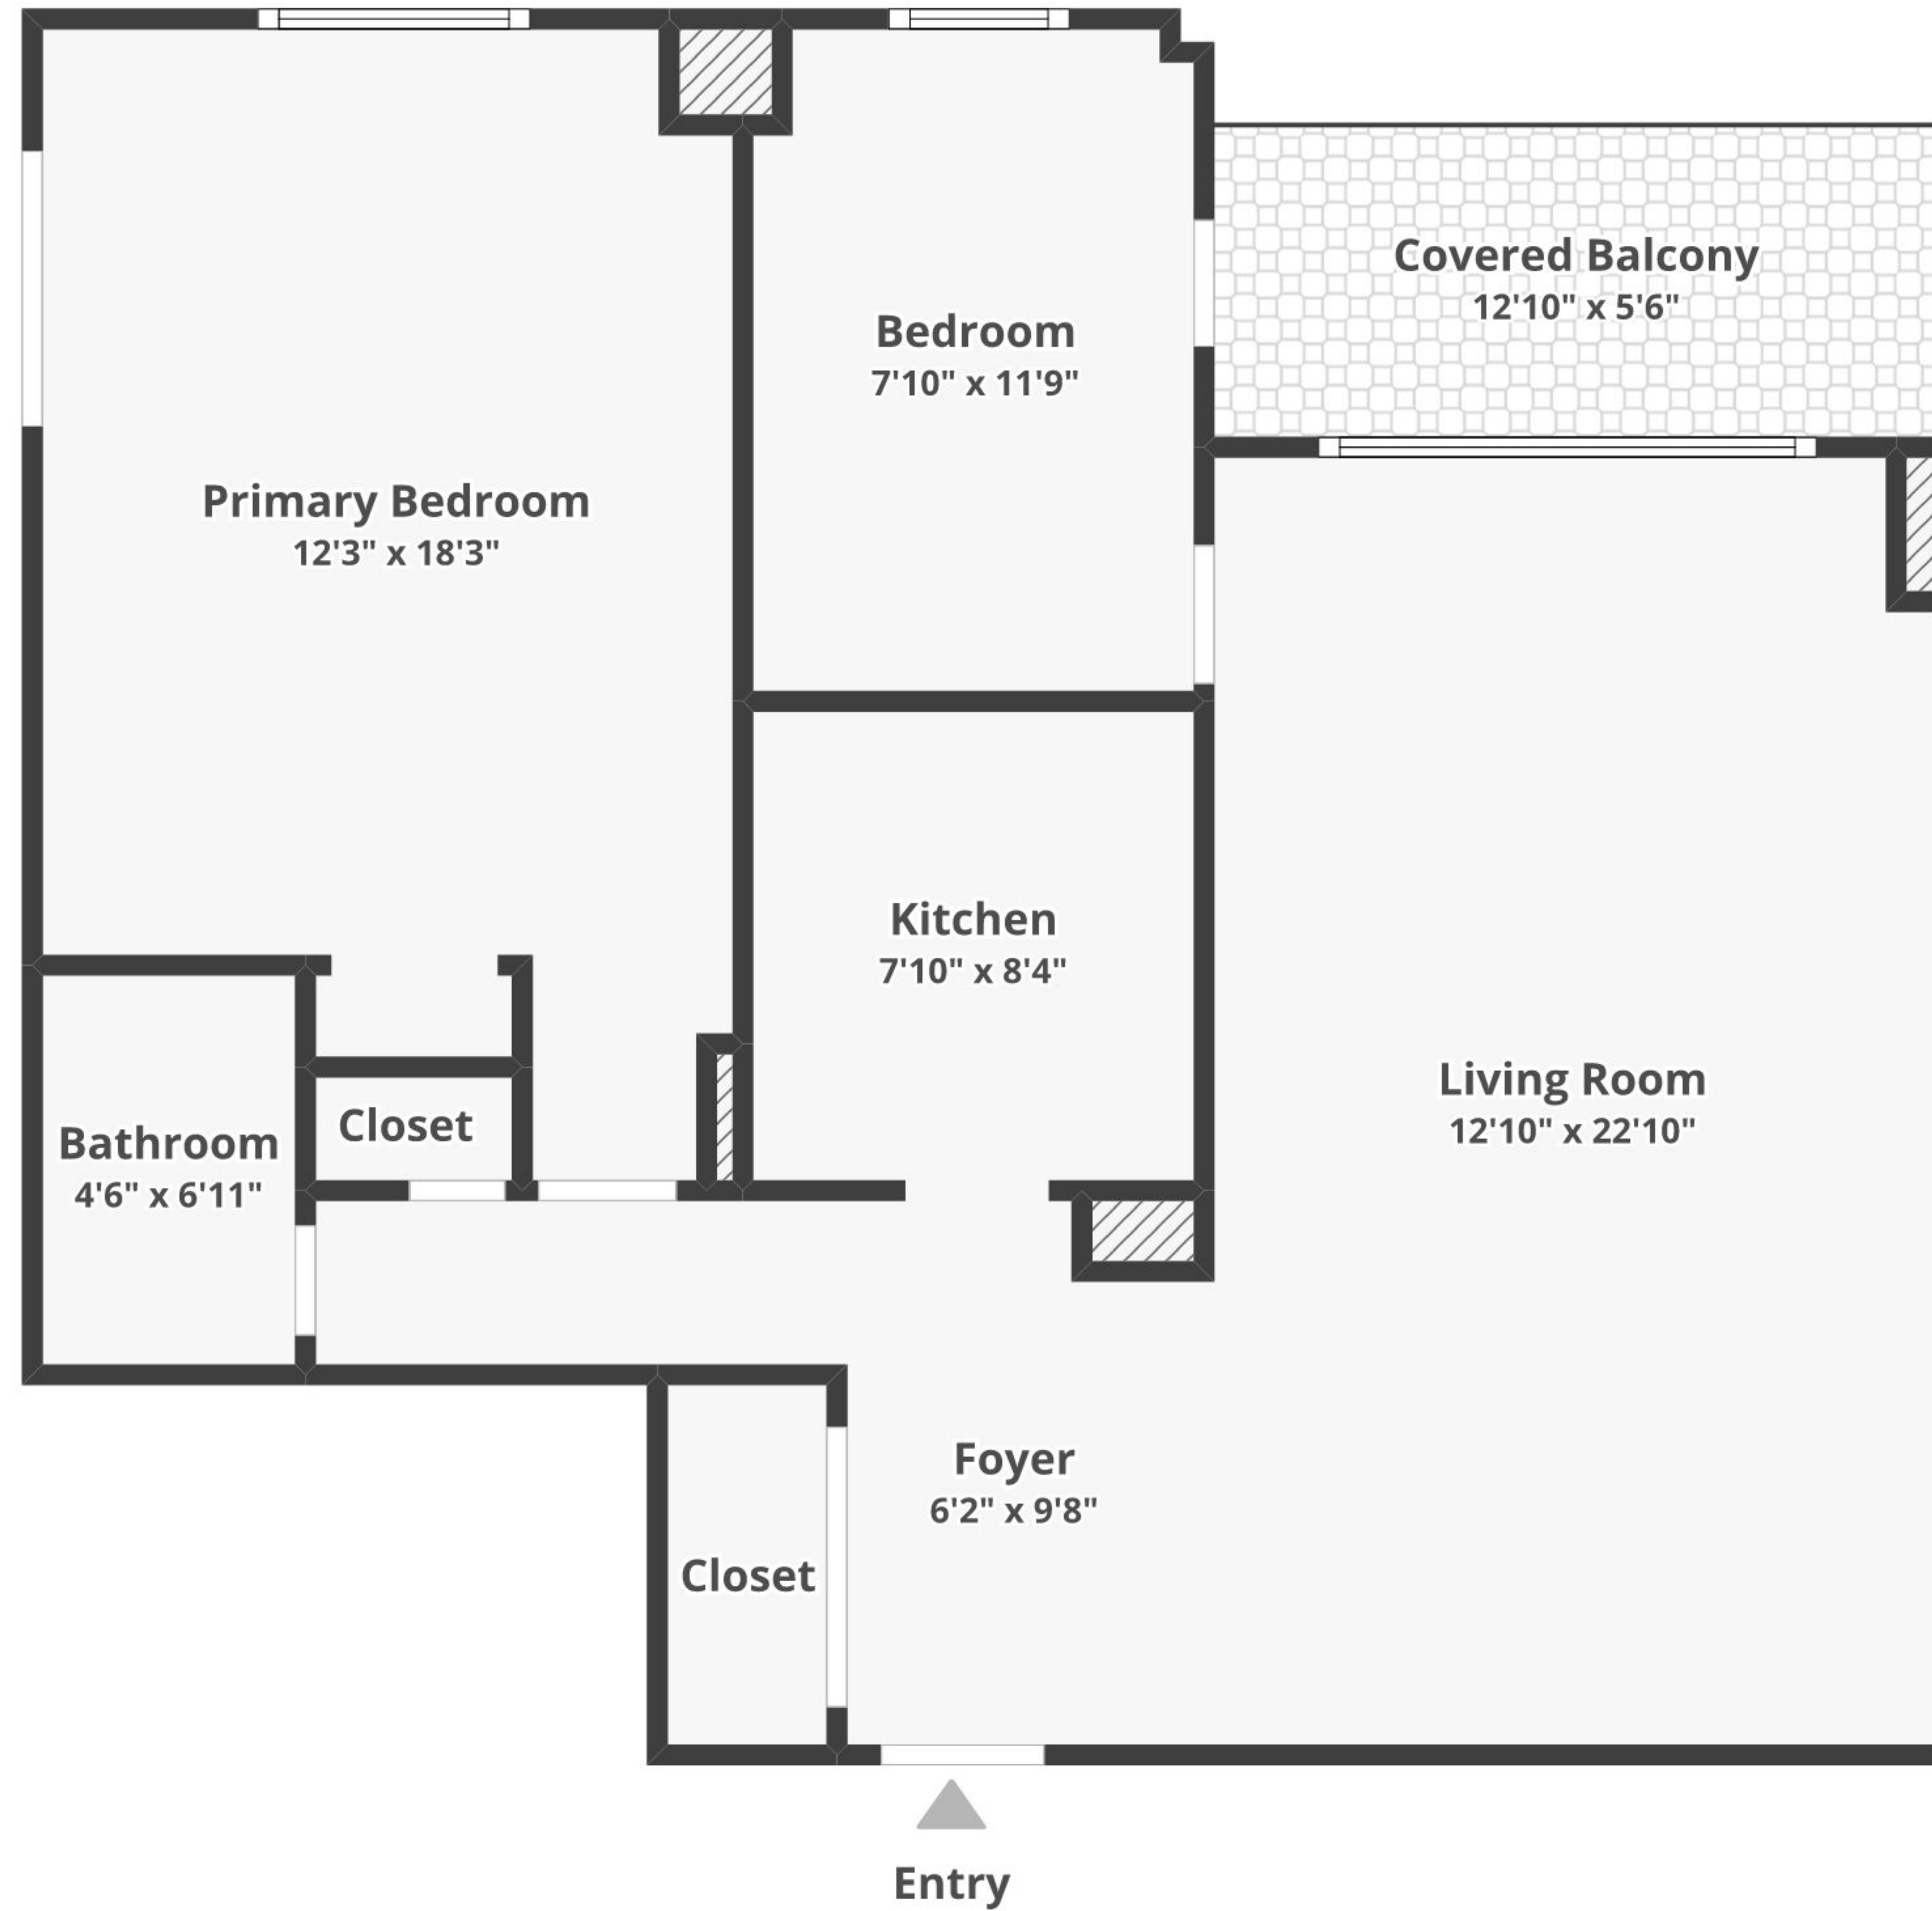 Covered Balcony
12'10" x 5'6"
Bedroom
7'10" x 11'9"
Primary Bedroom
12'3" x 18'3"
Kitchen
7'10" x 8'4"
Living Room
12'10" x 22'10"
Closet
Bathroom
4'6" x 6'11"
Foyer
6'2" x 9'8"
Closet
Entry